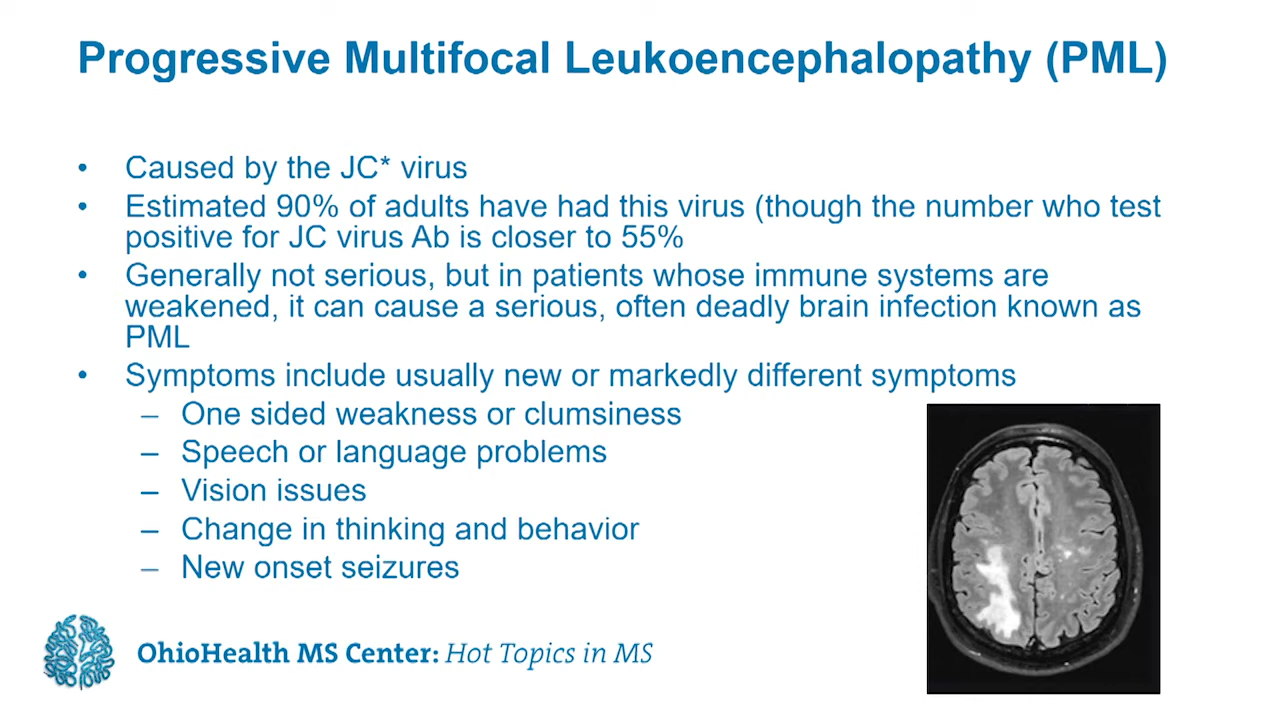 Progressive Multifocal Leukoencephalopathy (PML)
• Caused by the JC* virus
• Estimated 90% of adults have had this virus (though the number who test
positive for JC virus Ab is closer to 55%
• Generally not serious, but in patients whose immune systems are
weakened, it can cause a serious, often deadly brain infection known as
PML
• Symptoms include usually new or markedly different symptoms
– One sided weakness or clumsiness
– Speech or language problems
– Vision issues
– Change in thinking and behavior
– New onset seizures
OhioHealth MS Center: Hot Topics in MS